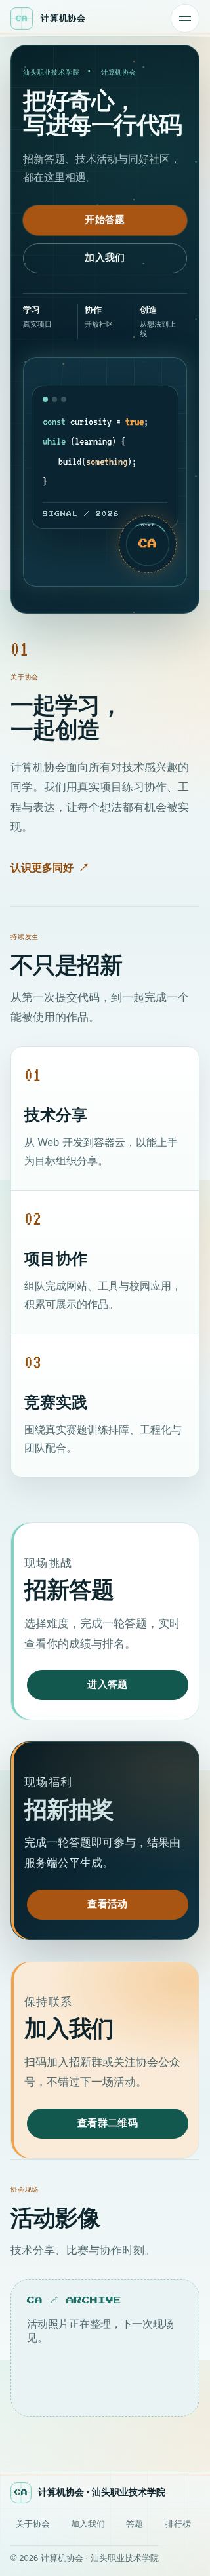 CA 计算机协会
汕头职业技术学院 · 计算机协会
把好奇心，
写进每一行代码
招新答题、技术活动与同好社区，
都在这里相遇。
开始答题
加入我们
学习 协作 创造
真实项目 开放社区 从想法到上
线
const curiosity = true;
while (learning) {
build(something);
}
SIGNAL / 2026
CA
01
关于协会
一起学习，
一起创造
计算机协会面向所有对技术感兴趣的
同学。我们用真实项目练习协作、工
程与表达，让每个想法都有机会被实
现。
认识更多同好 ↗
持续发生
不只是招新
从第一次提交代码，到一起完成一个
能被使用的作品。
01
技术分享
从 Web 开发到容器云，以能上手
为目标组织分享。
02
项目协作
组队完成网站、工具与校园应用，
积累可展示的作品。
03
竞赛实践
围绕真实赛题训练排障、工程化与
团队配合。
现场挑战
招新答题
选择难度，完成一轮答题，实时
查看你的成绩与排名。
进入答题
现场福利
招新抽奖
完成一轮答题即可参与，结果由
服务端公平生成。
查看活动
保持联系
加入我们
扫码加入招新群或关注协会公众
号，不错过下一场活动。
查看群二维码
协会现场
活动影像
技术分享、比赛与协作时刻。
CA / ARCHIVE
活动照片正在整理，下一次现场
见。
CA 计算机协会 · 汕头职业技术学院
关于协会 加入我们 答题 排行榜
© 2026 计算机协会 · 汕头职业技术学院